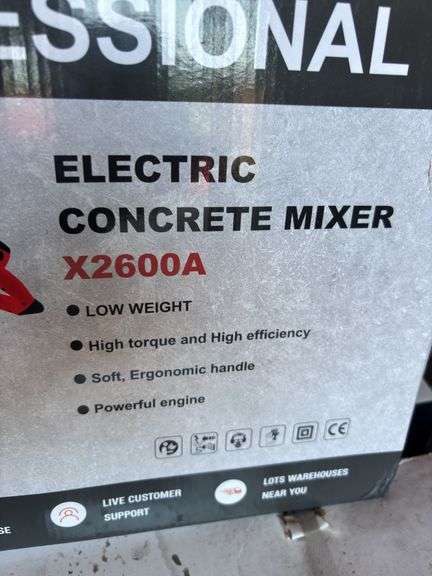 ESSIONAL
ELECTRIC
CONCRETE MIXER
X2600A
● LOW WEIGHT
● High torque and High efficiency
● Soft, Ergonomic handle
● Powerful engine
CE
LIVE CUSTOMER
SUPPORT
LOTS WAREHOUSES
NEAR YOU
SE